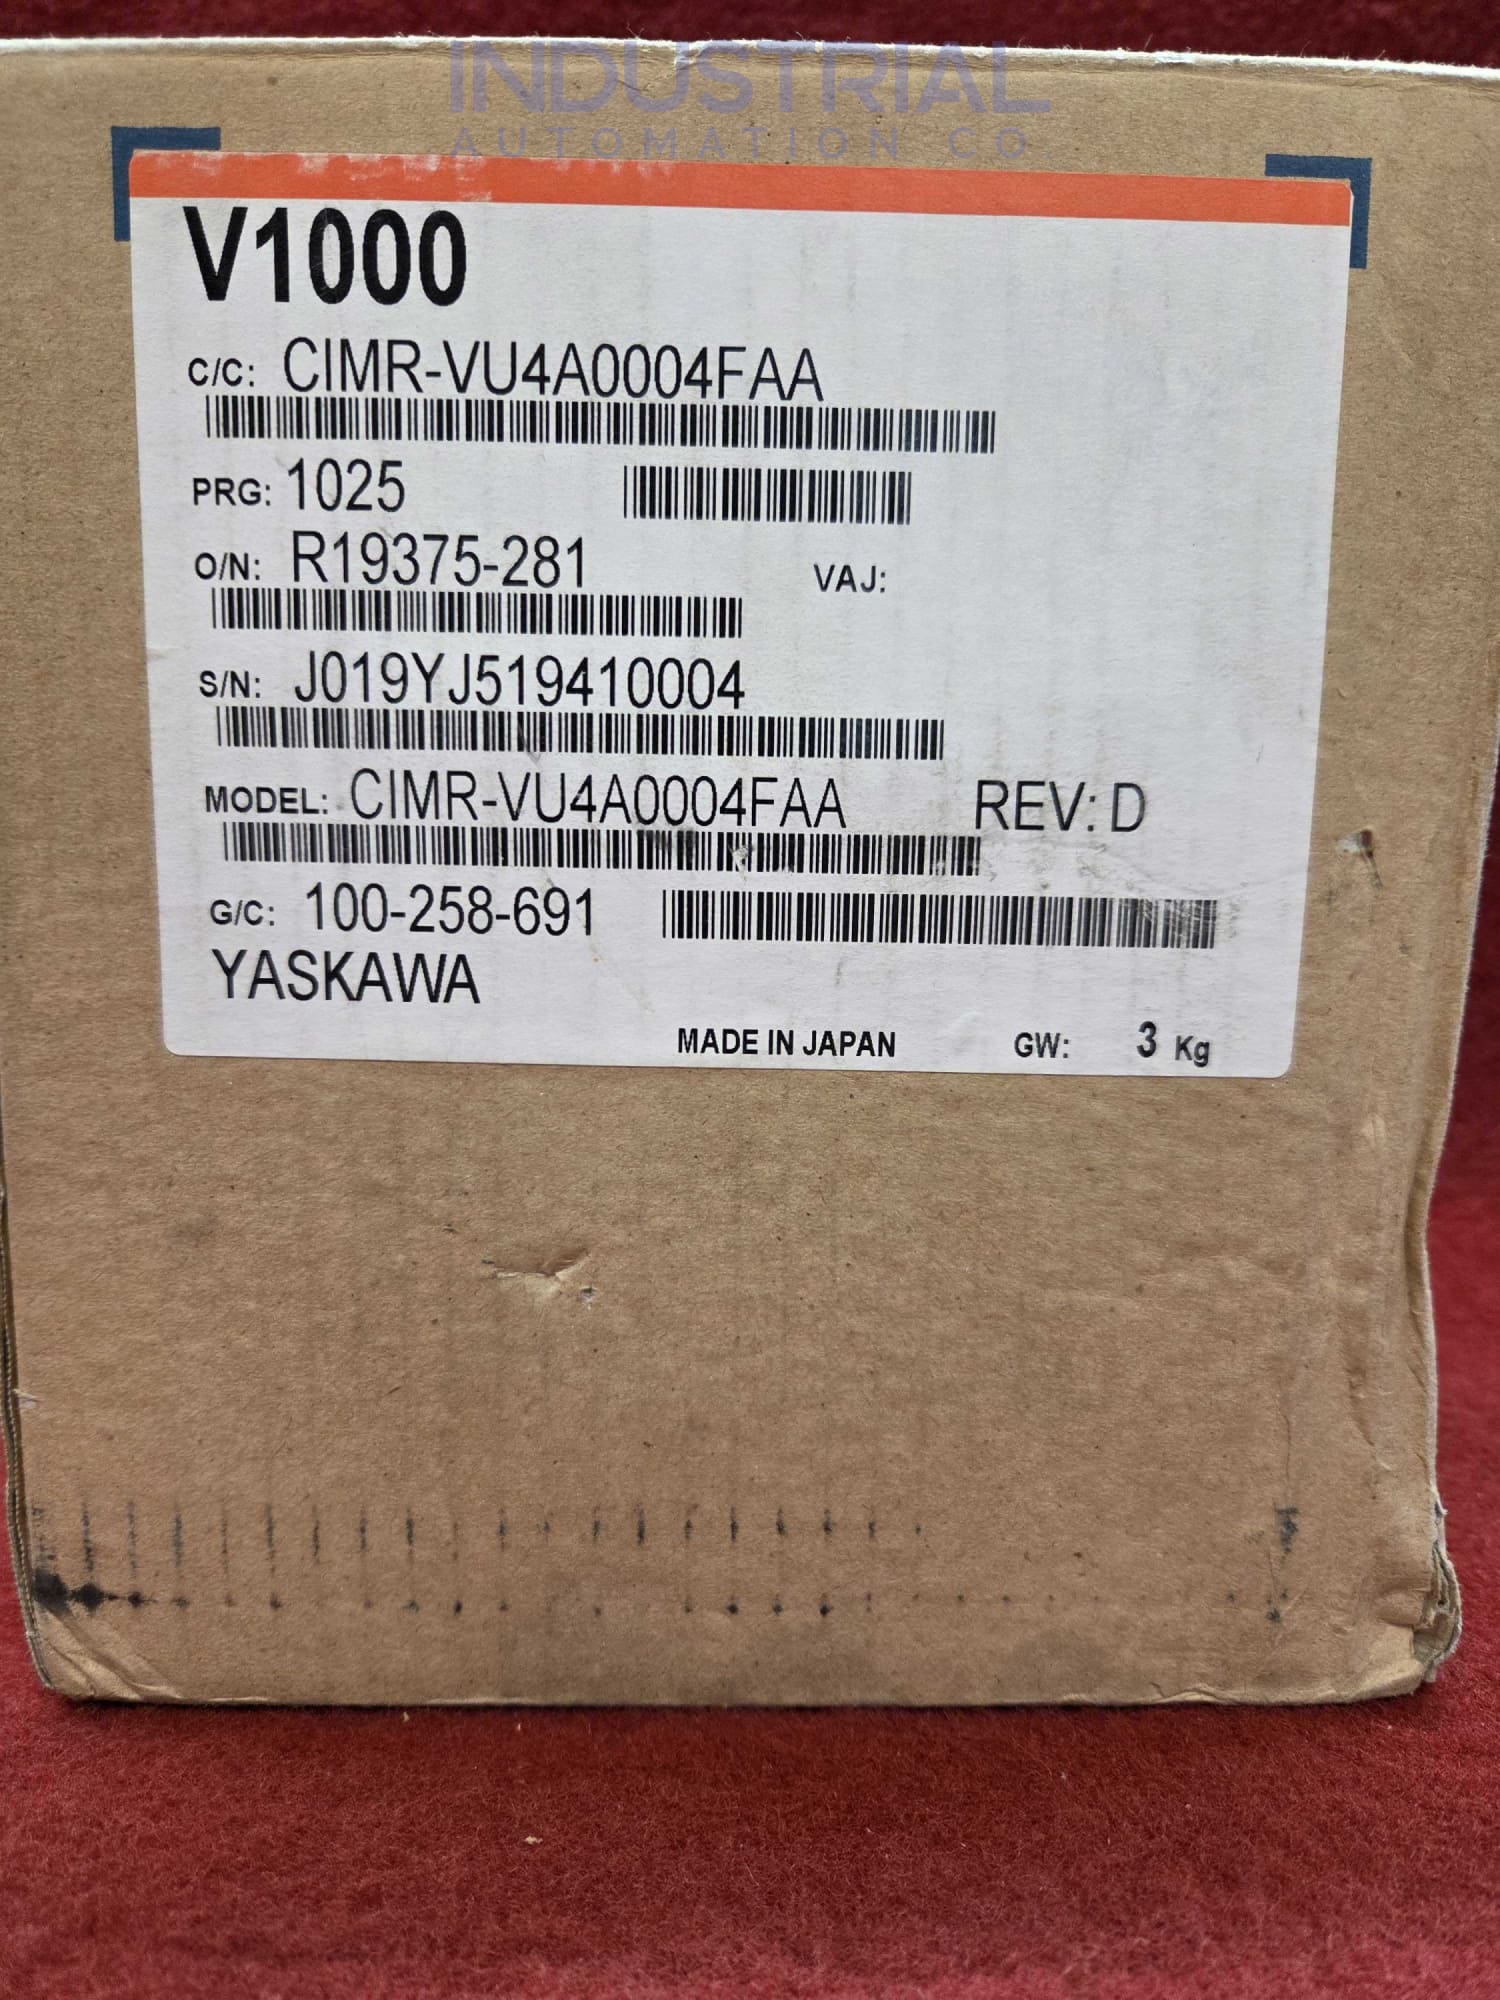 INDUSTRIAL
AUTOMATION CO
V1000
C/C: CIMR-VU4A0004FAA
PRG: 1025
O/N: R19375-281 VAJ:
S/N: J019YJ519410004
MODEL: CIMR-VU4A0004FAA REV: D
G/C: 100-258-691
YASKAWA
MADE IN JAPAN GW: 3 Kg